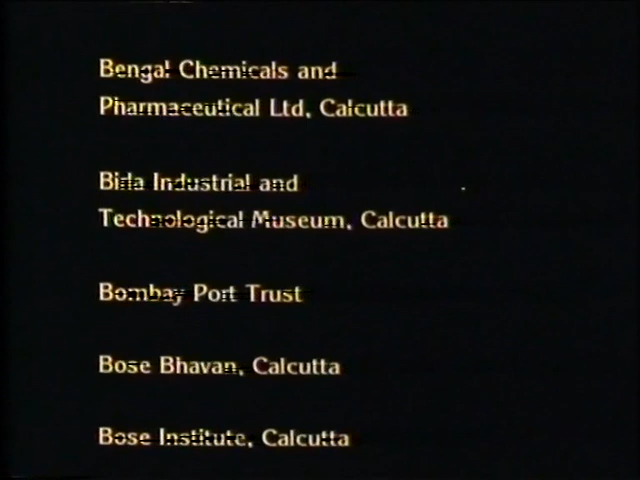 Bengal Chemicals and
Pharmaceutical Ltd, Calcutta
Birla Industrial and
Technological Museum, Calcutta
Bombay Port Trust
Bose Bhavan, Calcutta
Bose Institute, Calcutta